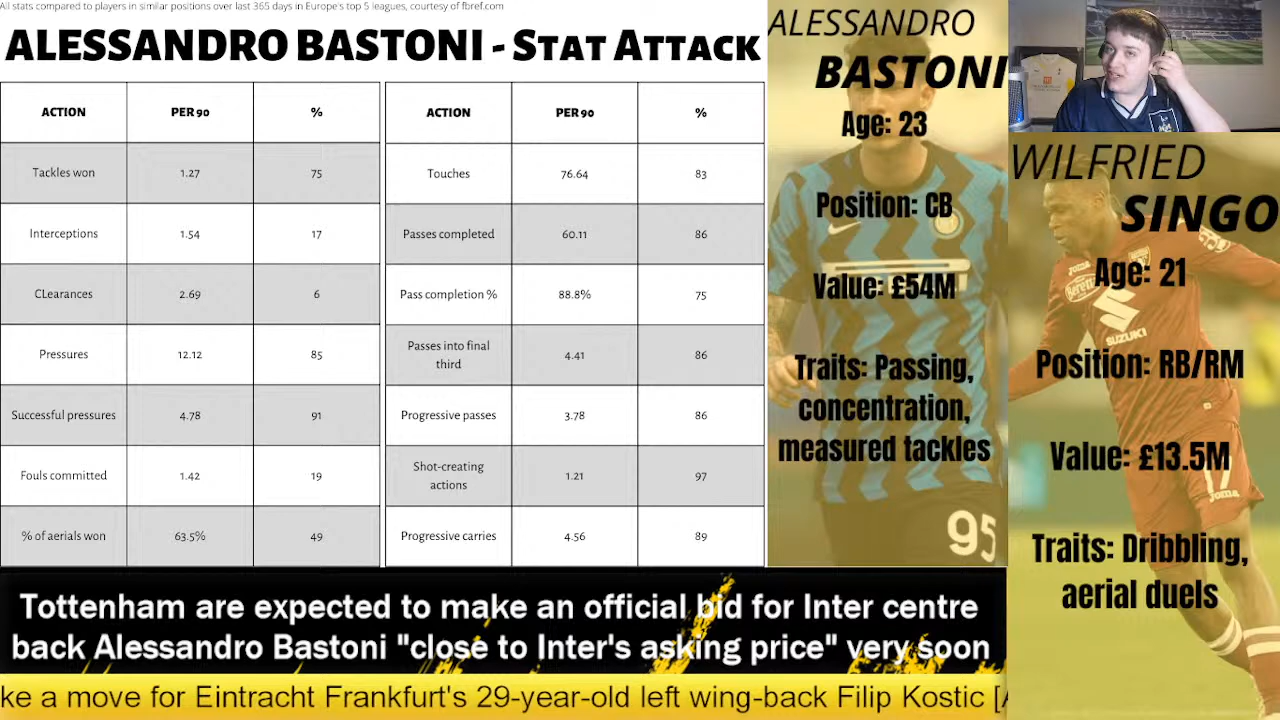 All stats compared to players in similar positions over last 365 days in Europe's top 5 leagues, courtesy of fbref.com
ALESSANDRO BASTONI - STAT ATTACK
ACTION PER 90 %
Tackles won 1.27 75
Interceptions 1.54 17
CLearances 2.69 6
Pressures 12.12 85
Successful pressures 4.78 91
Fouls committed 1.42 19
% of aerials won 63.5% 49
ACTION PER 90 %
Touches 76.64 83
Passes completed 60.11 86
Pass completion % 88.8% 75
Passes into final
third 4.41 86
Progressive passes 3.78 86
Shot-creating
actions 1.21 97
Progressive carries 4.56 89
ALESSANDRO
BASTONI
Age: 23
Position: CB
Value: £54M
Traits: Passing,
concentration,
measured tackles
95
WILFRIED
SINGO
Age: 21
Position: RB/RM
Value: £13.5M
Traits: Dribbling,
aerial duels
Joma
Beretta
SUZUKI
17
Joma
Tottenham are expected to make an official bid for Inter centre
back Alessandro Bastoni "close to Inter's asking price" very soon
ke a move for Eintracht Frankfurt's 29-year-old left wing-back Filip Kostic [